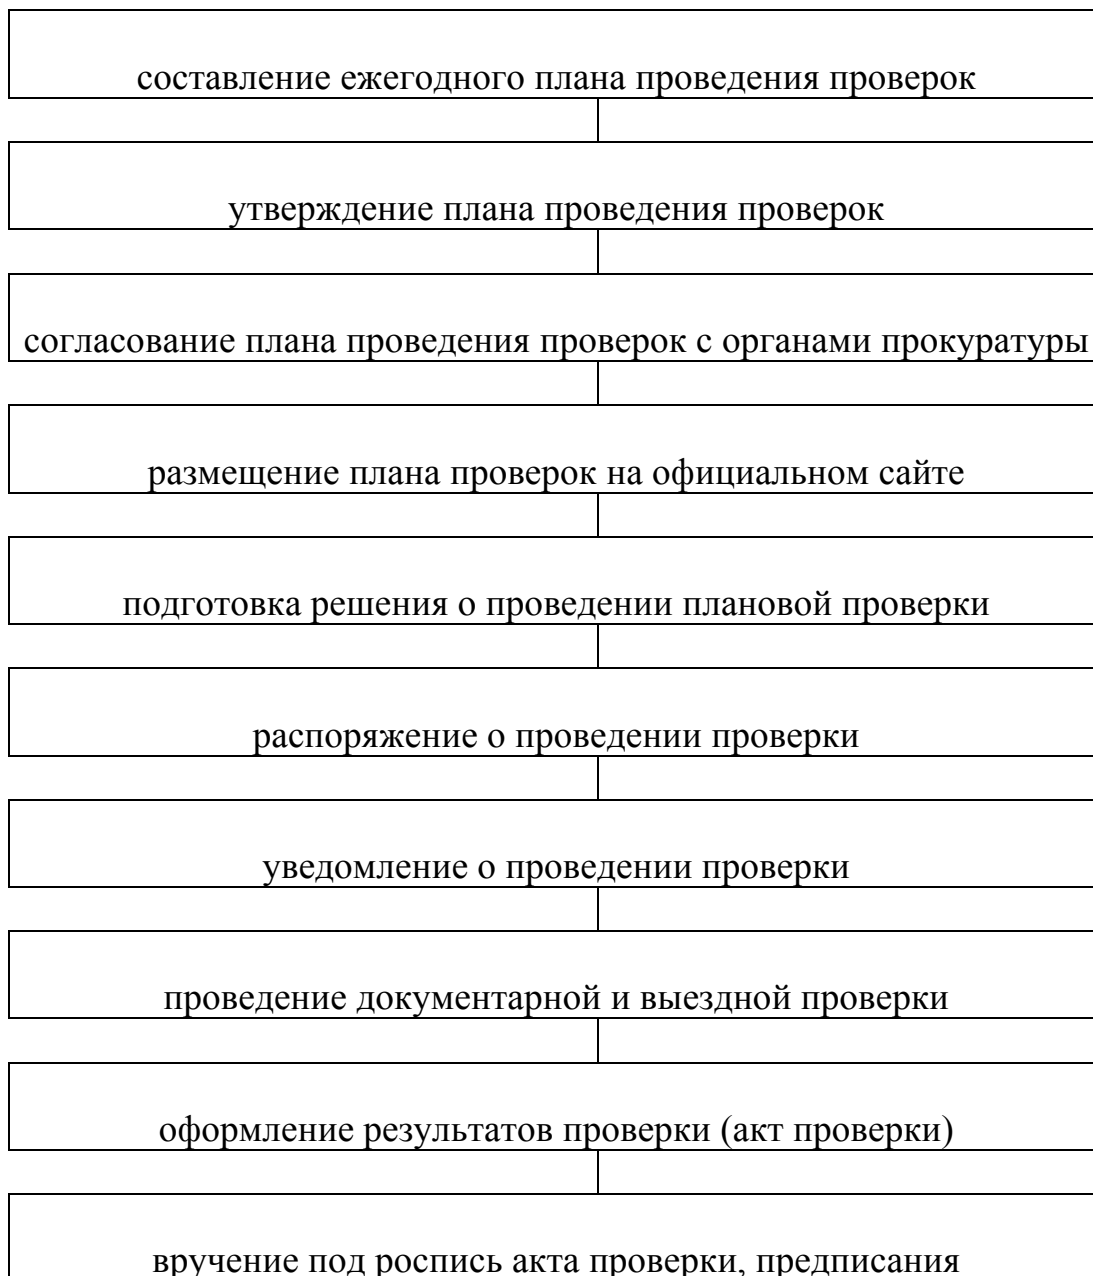 составление ежегодного плана проведения проверок
утверждение плана проведения проверок
согласование плана проведения проверок с органами прокуратуры
размещение плана проверок на официальном сайте
подготовка решения о проведении плановой проверки
распоряжение о проведении проверки
уведомление о проведении проверки
проведение документарной и выездной проверки
оформление результатов проверки (акт проверки)
вручение под роспись акта проверки, предписания